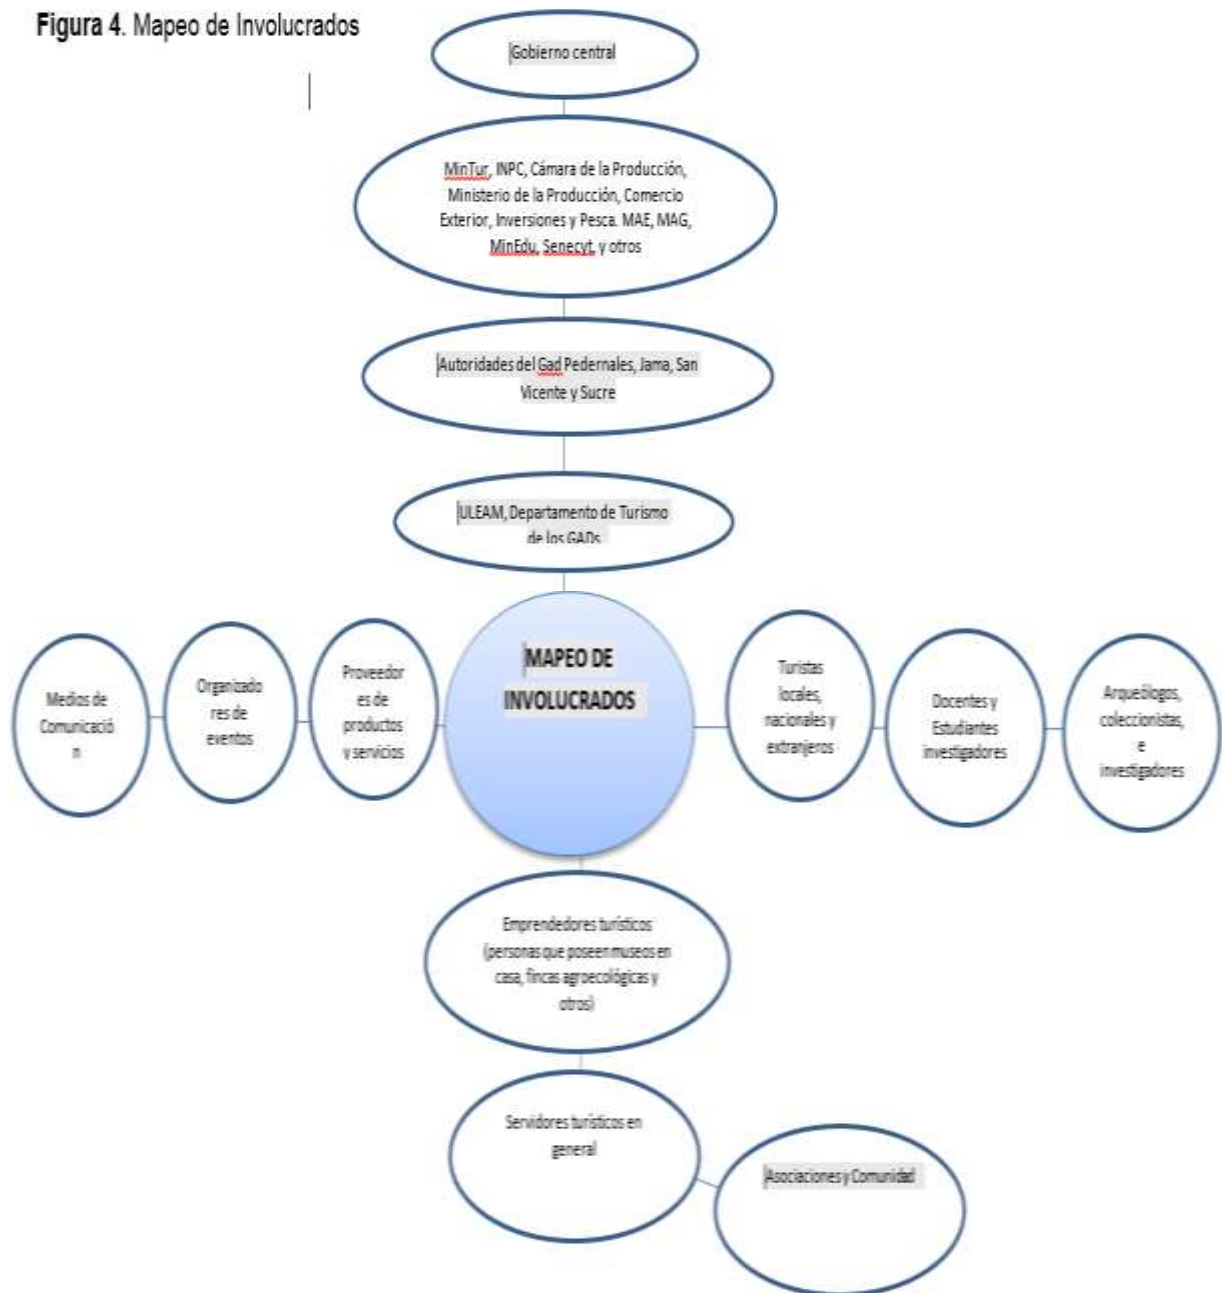 Figura 4. Mapeo de Involucrados
Gobierno central
MinTur, INPC, Cámara de la Producción,
Ministerio de la Producción, Comercio
Exterior, Inversiones y Pesca. MAE, MAG,
MinEdu, Senecyt, y otros
Autoridades del Gad Pedernales, Jama, San
Vicente y Sucre
ULEAM, Departamento de Turismo
de los GADs
MAPEO DE
INVOLUCRADOS
Medios de
Comunicació
n
Organizado
res de
eventos
Proveedor
es de
productos
y servicios
Turistas
locales,
nacionales y
extranjeros
Docentes y
Estudiantes
investigadores
Arqueólogos,
coleccionistas,
e
investigadores
Emprendedores turísticos
(personas que poseen museos en
casa, fincas agroecológicas y
otros)
Servidores turísticos en
general
Asociaciones y Comunidad